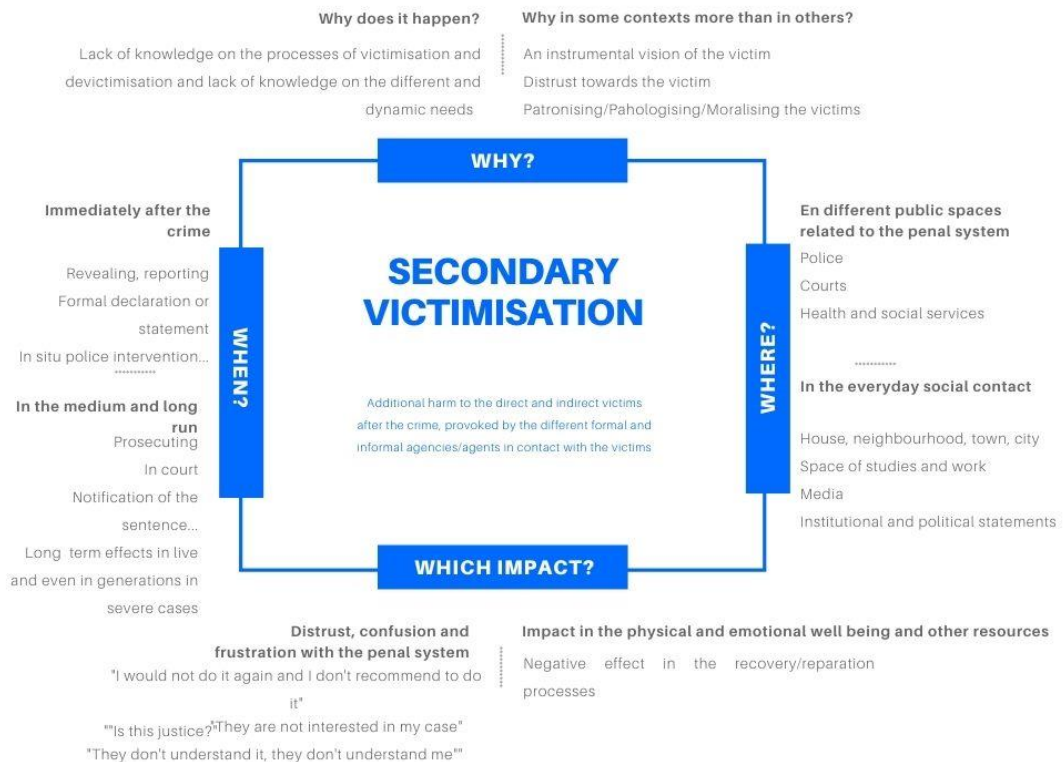 Why does it happen?
Lack of knowledge on the processes of victimisation and
devictimisation and lack of knowledge on the different and
dynamic needs
Why in some contexts more than in others?
An instrumental vision of the victim
Distrust towards the victim
Patronising/Pahologising/Moralising the victims
WHY?
Immediately after the
crime
Revealing, reporting
Formal declaration or
statement
In situ police intervention...
In the medium and long
run
Prosecuting
In court
Notification of the
sentence...
Long term effects in live
and even in generations in
severe cases
WHEN?
SECONDARY
VICTIMISATION
Additional harm to the direct and indirect victims
after the crime, provoked by the different formal and
informal agencies/agents in contact with the victims
WHERE?
En different public spaces
related to the penal system
Police
Courts
Health and social services
In the everyday social contact
House, neighbourhood, town, city
Space of studies and work
Media
Institutional and political statements
WHICH IMPACT?
Distrust, confusion and
frustration with the penal system
"I would not do it again and I don't recommend to do
it"
""Is this justice?"
"They are not interested in my case"
"They don't understand it, they don't understand me""
Impact in the physical and emotional well being and other resources
Negative effect in the recovery/reparation
processes